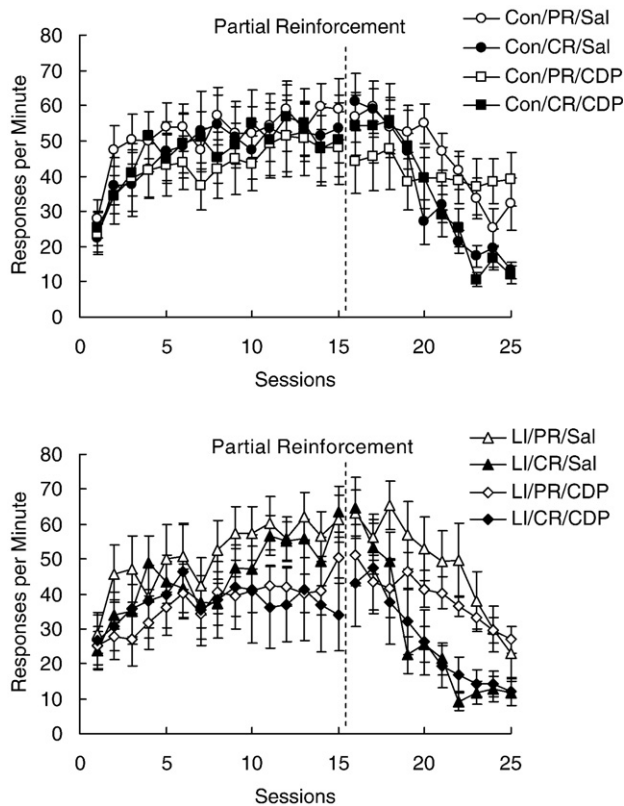 Partial Reinforcement
Con/PR/Sal
Con/CR/Sal
Con/PR/CDP
Con/CR/CDP
Responses per Minute
80
70
60
50
40
30
20
10
0
0 5 10 15 20 25
Sessions
Partial Reinforcement
LI/PR/Sal
LI/CR/Sal
LI/PR/CDP
LI/CR/CDP
Responses per Minute
80
70
60
50
40
30
20
10
0
0 5 10 15 20 25
Sessions